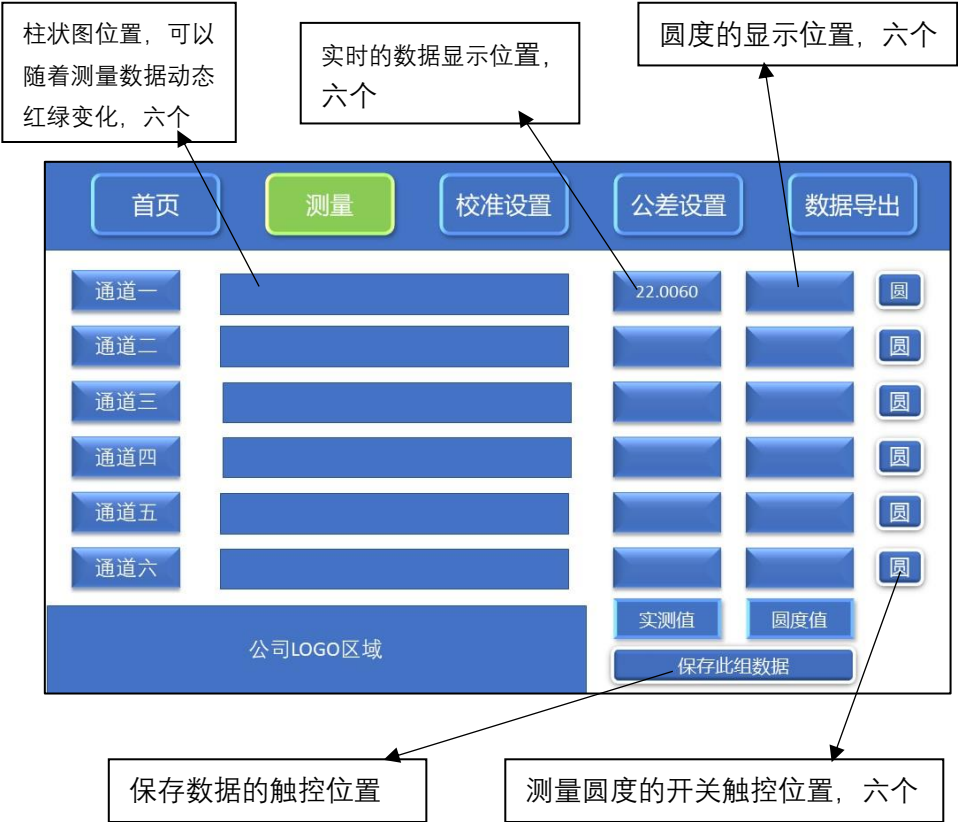 柱状图位置，可以
随着测量数据动态
红绿变化，六个
实时的数据显示位置，
六个
圆度的显示位置，六个
首页
测量
校准设置
公差设置
数据导出
通道一
22.0060
圆
通道二
圆
通道三
圆
通道四
圆
通道五
圆
通道六
圆
实测值
圆度值
公司LOGO区域
保存此组数据
保存数据的触控位置
测量圆度的开关触控位置，六个